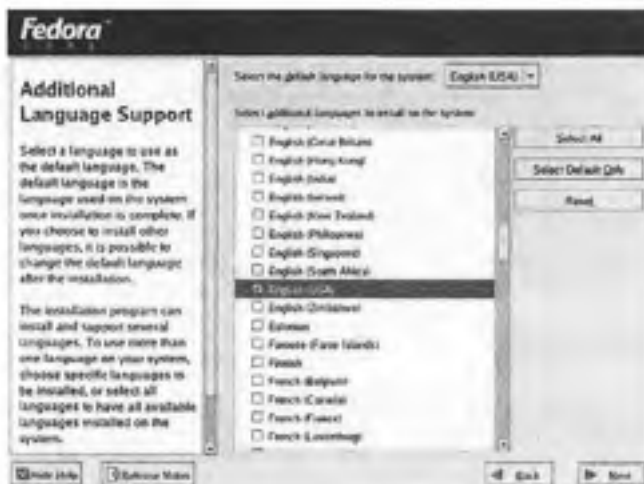 Fedora
CORE
Additional
Language Support
Select a language to use as
the default language. The
default language is the
language used on the system
once installation is complete. If
you choose to install other
languages, it is possible to
change the default language
after the installation.
The installation program can
install and support several
languages. To use more than
one language on your system,
choose specific languages to
be installed, or select all
languages to have all available
languages installed on the
system.
Select the default language for the system: English (USA)
Select additional languages to install on the system:
English (Great Britain)
English (Hong Kong)
English (India)
English (Ireland)
English (New Zealand)
English (Philippines)
English (Singapore)
English (South Africa)
English (USA)
English (Zimbabwe)
Estonian
Faroese (Faroe Islands)
Finnish
French (Belgium)
French (Canada)
French (France)
French (Luxemburg)
Select All
Select Default Only
Reset
Hide Help
Release Notes
Back
Next